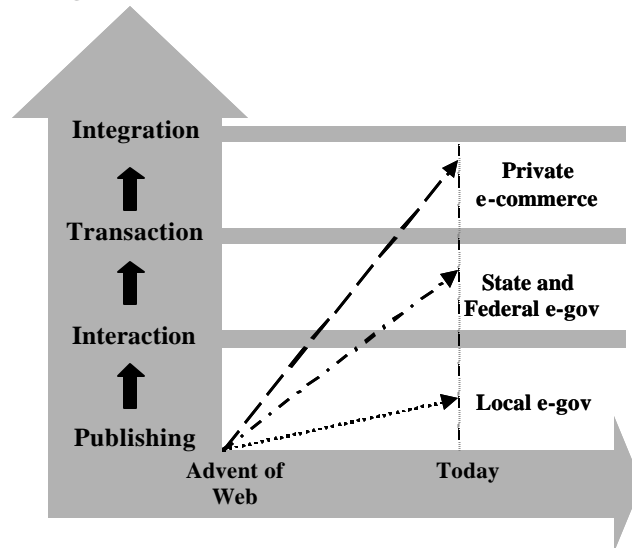 Integration
Private
e-commerce
Transaction
State and
Federal e-gov
Interaction
Local e-gov
Publishing
Advent of
Web
Today